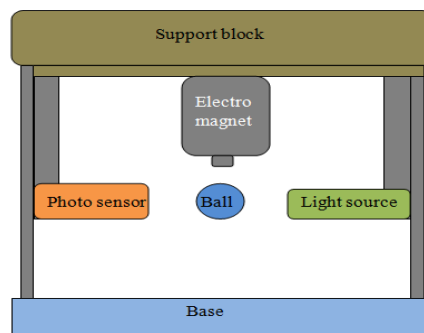 Support block
Electro
magnet
Photo sensor
Ball
Light source
Base